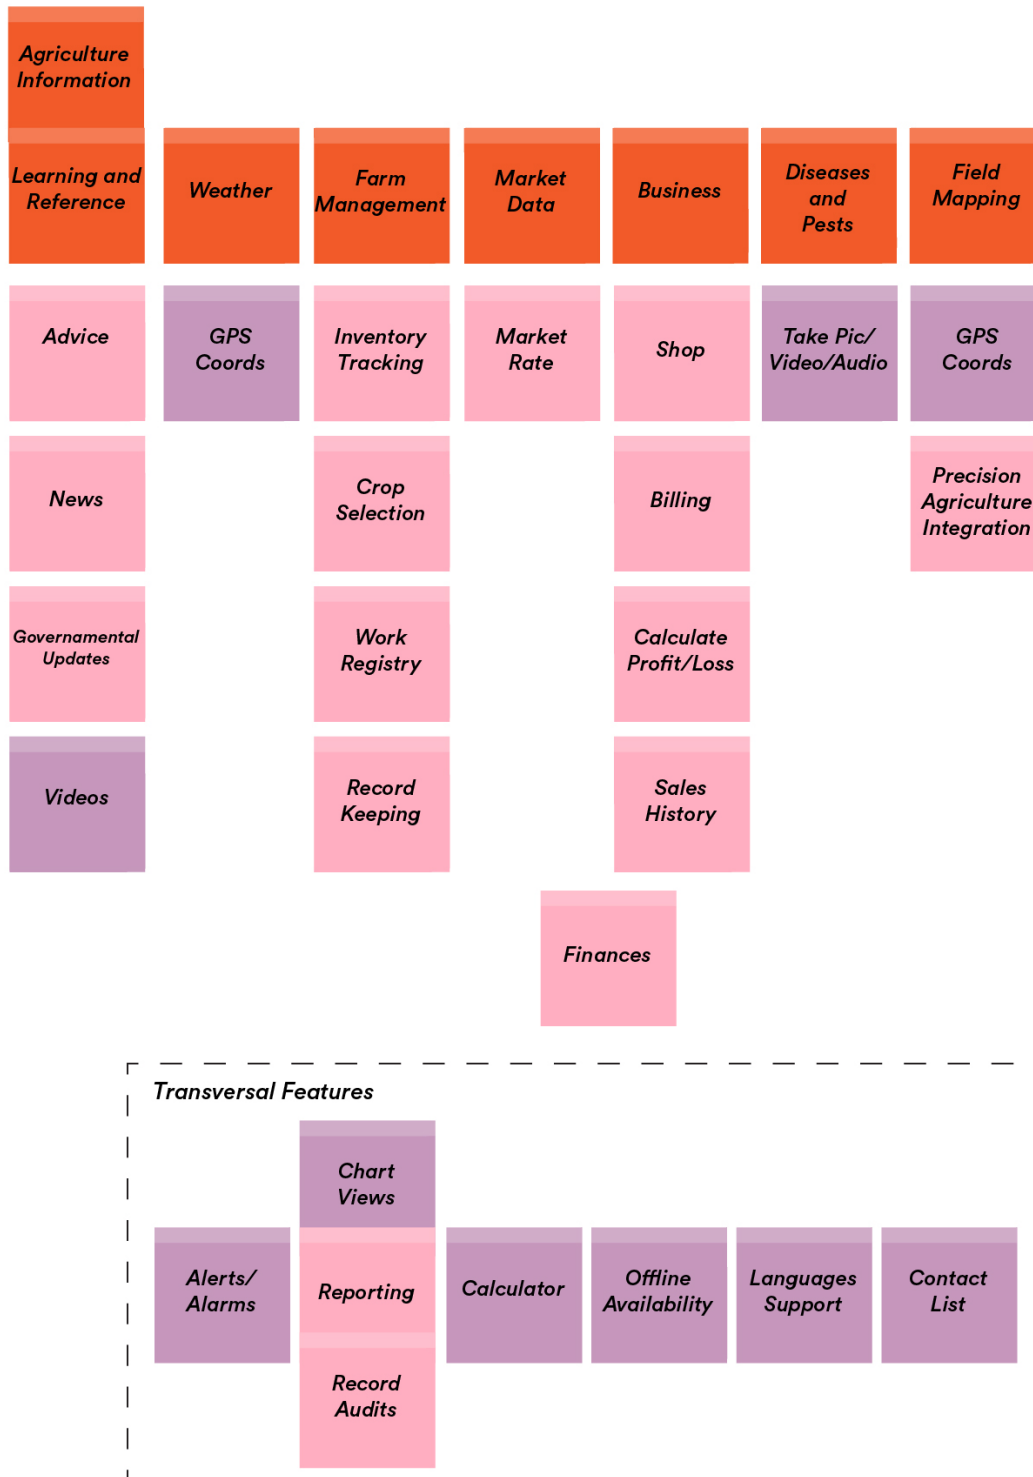 Agriculture
Information
Learning and
Reference
Weather
Farm
Management
Market
Data
Business
Diseases
and
Pests
Field
Mapping
Advice
GPS
Coords
Inventory
Tracking
Market
Rate
Shop
Take Pic/
Video/Audio
GPS
Coords
News
Crop
Selection
Billing
Precision
Agriculture
Integration
Governamental
Updates
Work
Registry
Calculate
Profit/Loss
Videos
Record
Keeping
Sales
History
Finances
Transversal Features
Chart
Views
Alerts/
Alarms
Reporting
Calculator
Offline
Availability
Languages
Support
Contact
List
Record
Audits